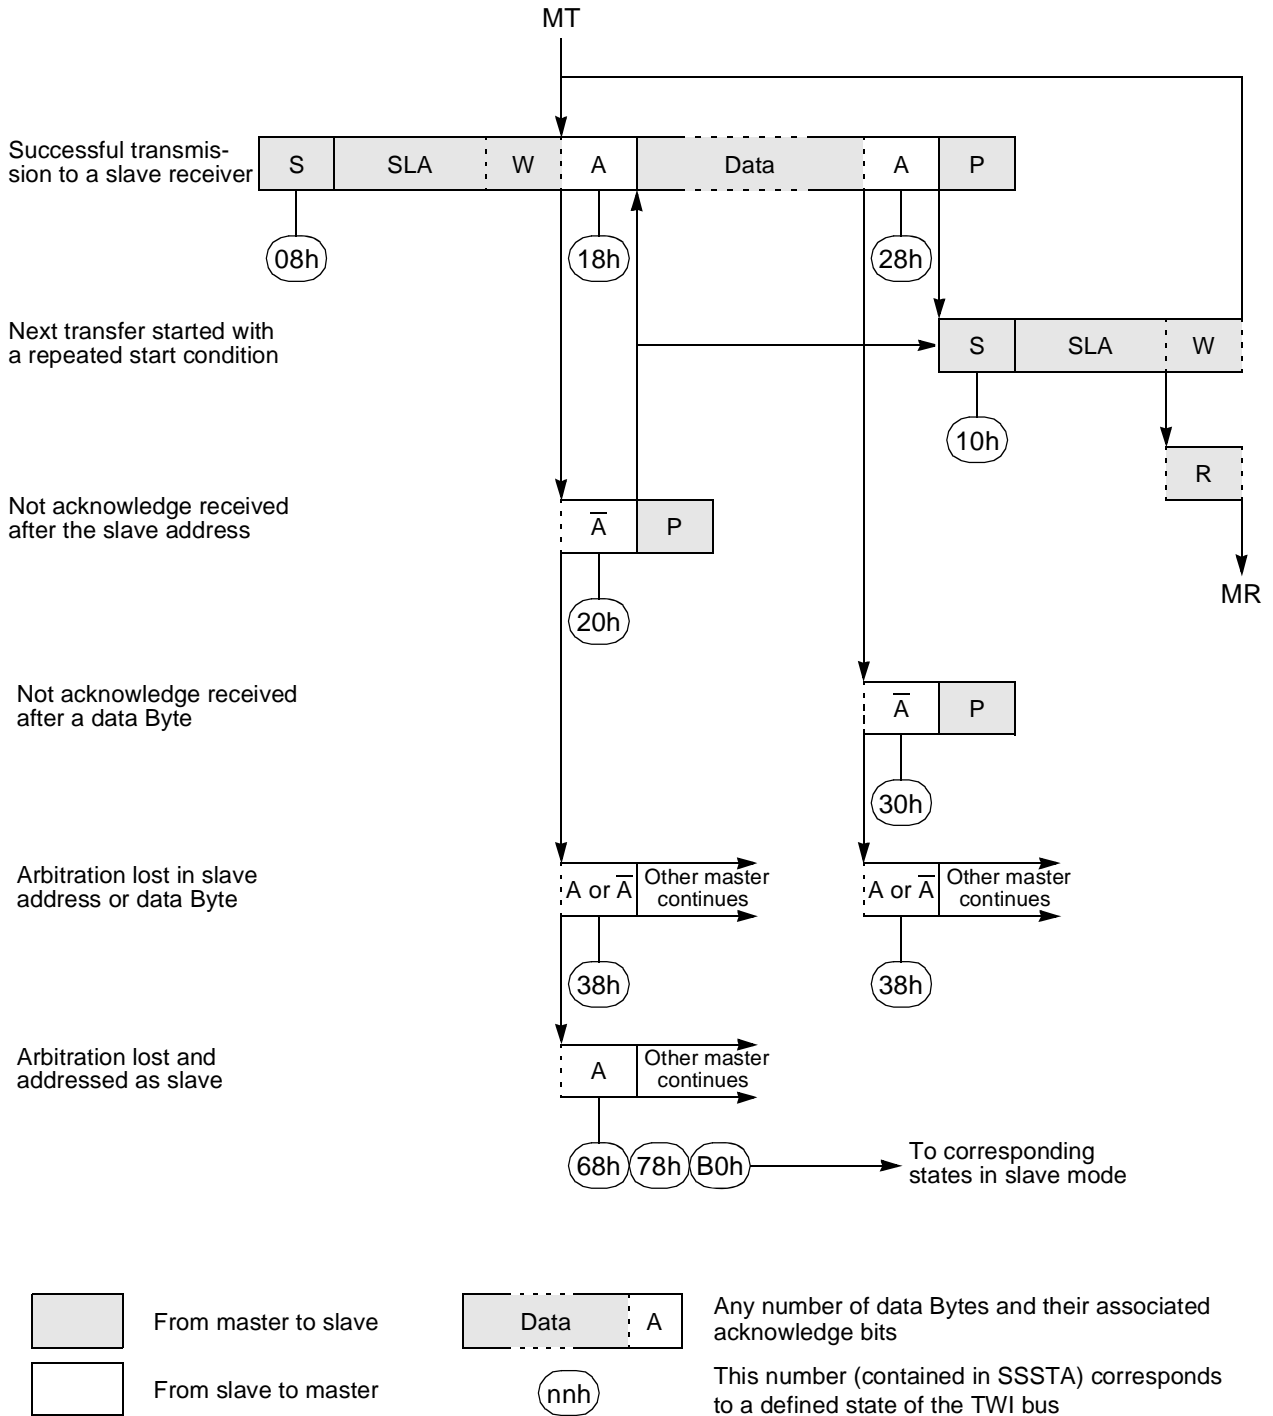 MT
Successful transmis-
sion to a slave receiver
S SLA W A Data A P
08h 18h 28h
Next transfer started with
a repeated start condition
S SLA W
10h
R
Not acknowledge received
after the slave address
A̅ P
MR
20h
Not acknowledge received
after a data Byte
A̅ P
30h
Arbitration lost in slave
address or data Byte
A or A̅ Other master
continues
A or A̅ Other master
continues
38h 38h
Arbitration lost and
addressed as slave
A Other master
continues
68h 78h B0h
To corresponding
states in slave mode
From master to slave
Data A
Any number of data Bytes and their associated
acknowledge bits
From slave to master
nnh
This number (contained in SSSTA) corresponds
to a defined state of the TWI bus